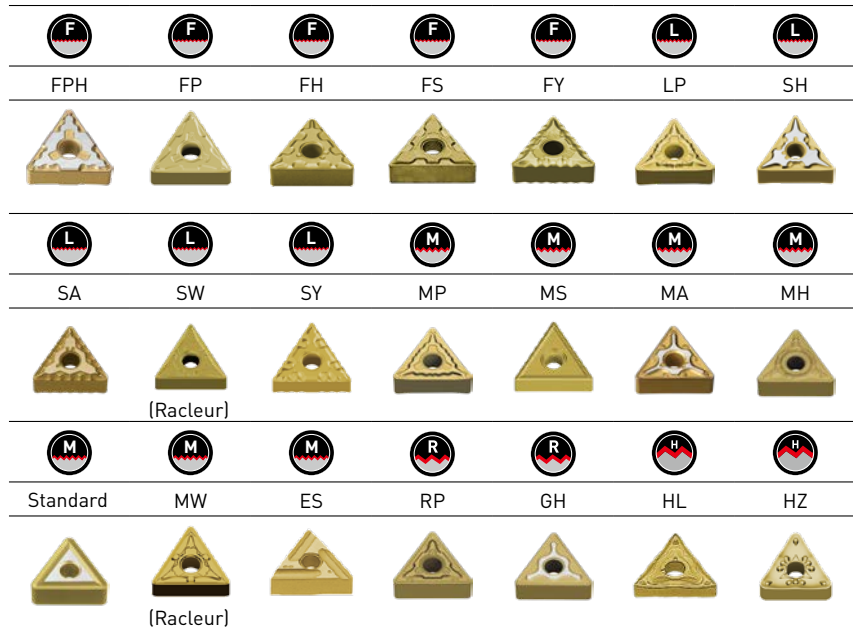 F F F F F L L
FPH FP FH FS FY LP SH
L L L M M M M
SA SW SY MP MS MA MH
(Racleur)
M M M R R H H
Standard MW ES RP GH HL HZ
(Racleur)